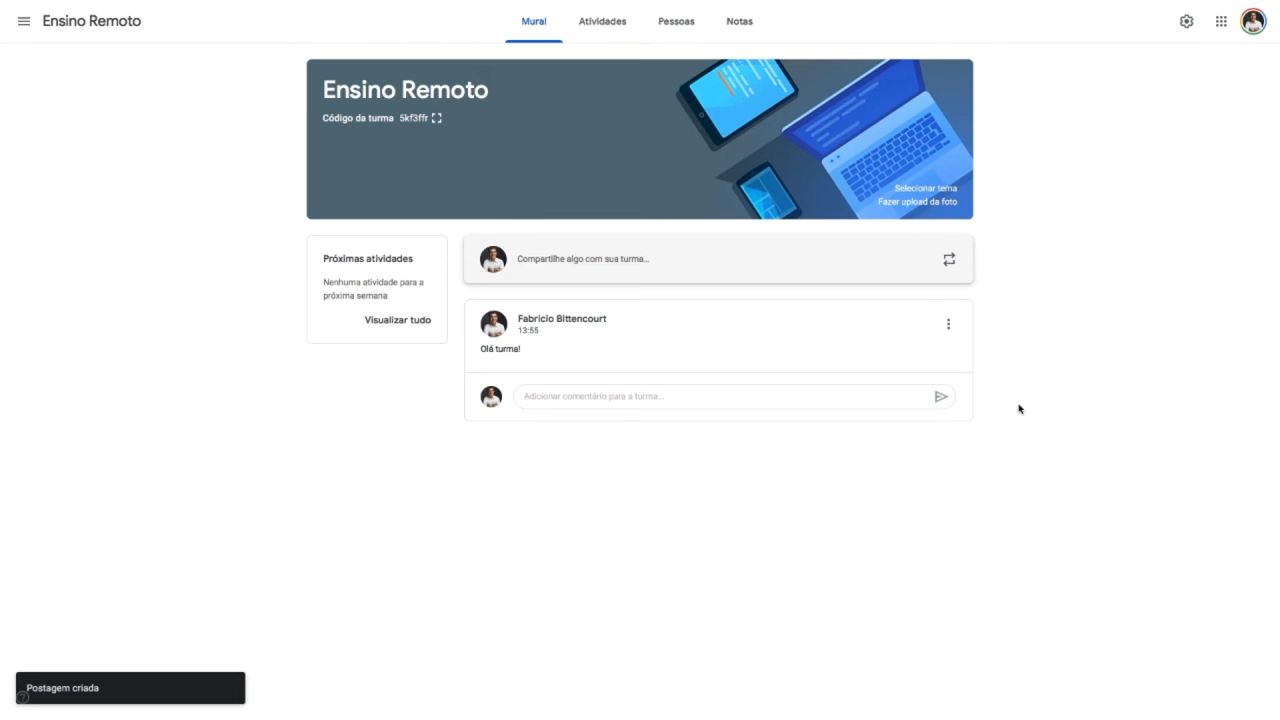 Ensino Remoto
Mural
Atividades
Pessoas
Notas
Ensino Remoto
Código da turma 5kf3ffr
Selecionar tema
Fazer upload da foto
Próximas atividades
Nenhuma atividade para a
próxima semana
Visualizar tudo
Compartilhe algo com sua turma...
Fabricio Bittencourt
13:55
Olá turma!
Adicionar comentário para a turma...
Postagem criada